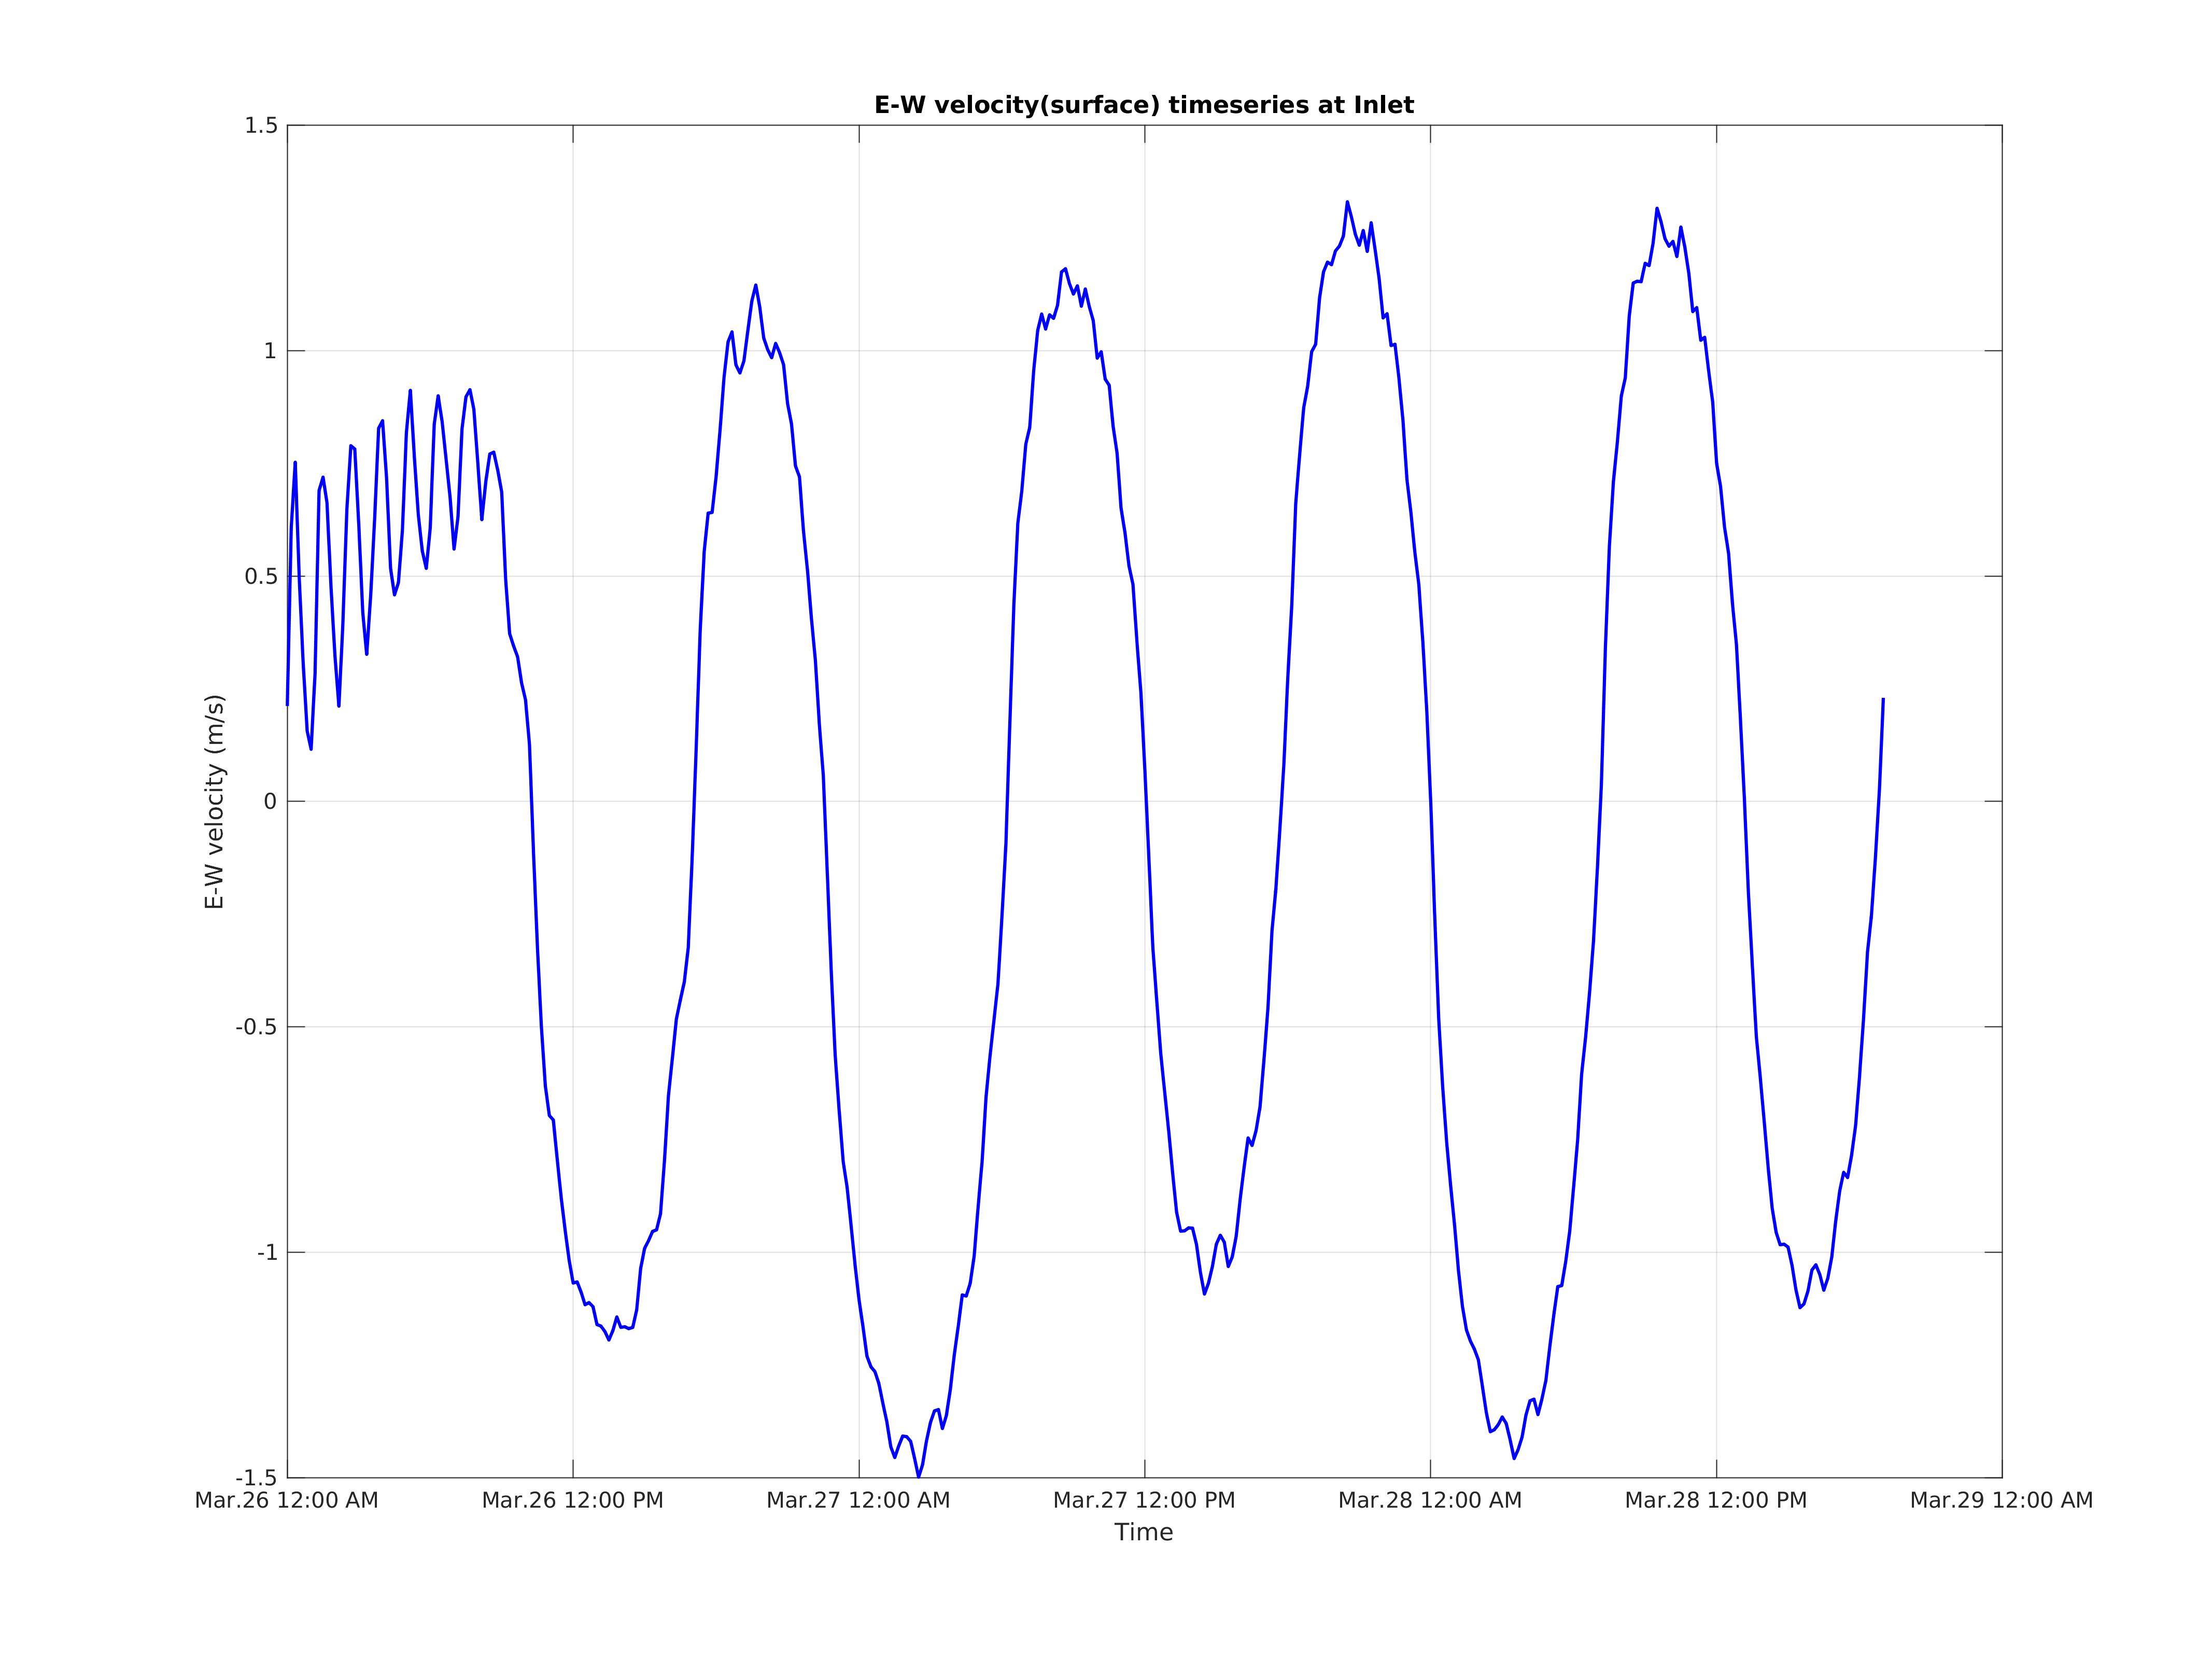 E-W velocity(surface) timeseries at Inlet
1.5
1
0.5
0
-0.5
-1
-1.5
E-W velocity (m/s)
Mar.26 12:00 AM
Mar.26 12:00 PM
Mar.27 12:00 AM
Mar.27 12:00 PM
Mar.28 12:00 AM
Mar.28 12:00 PM
Mar.29 12:00 AM
Time